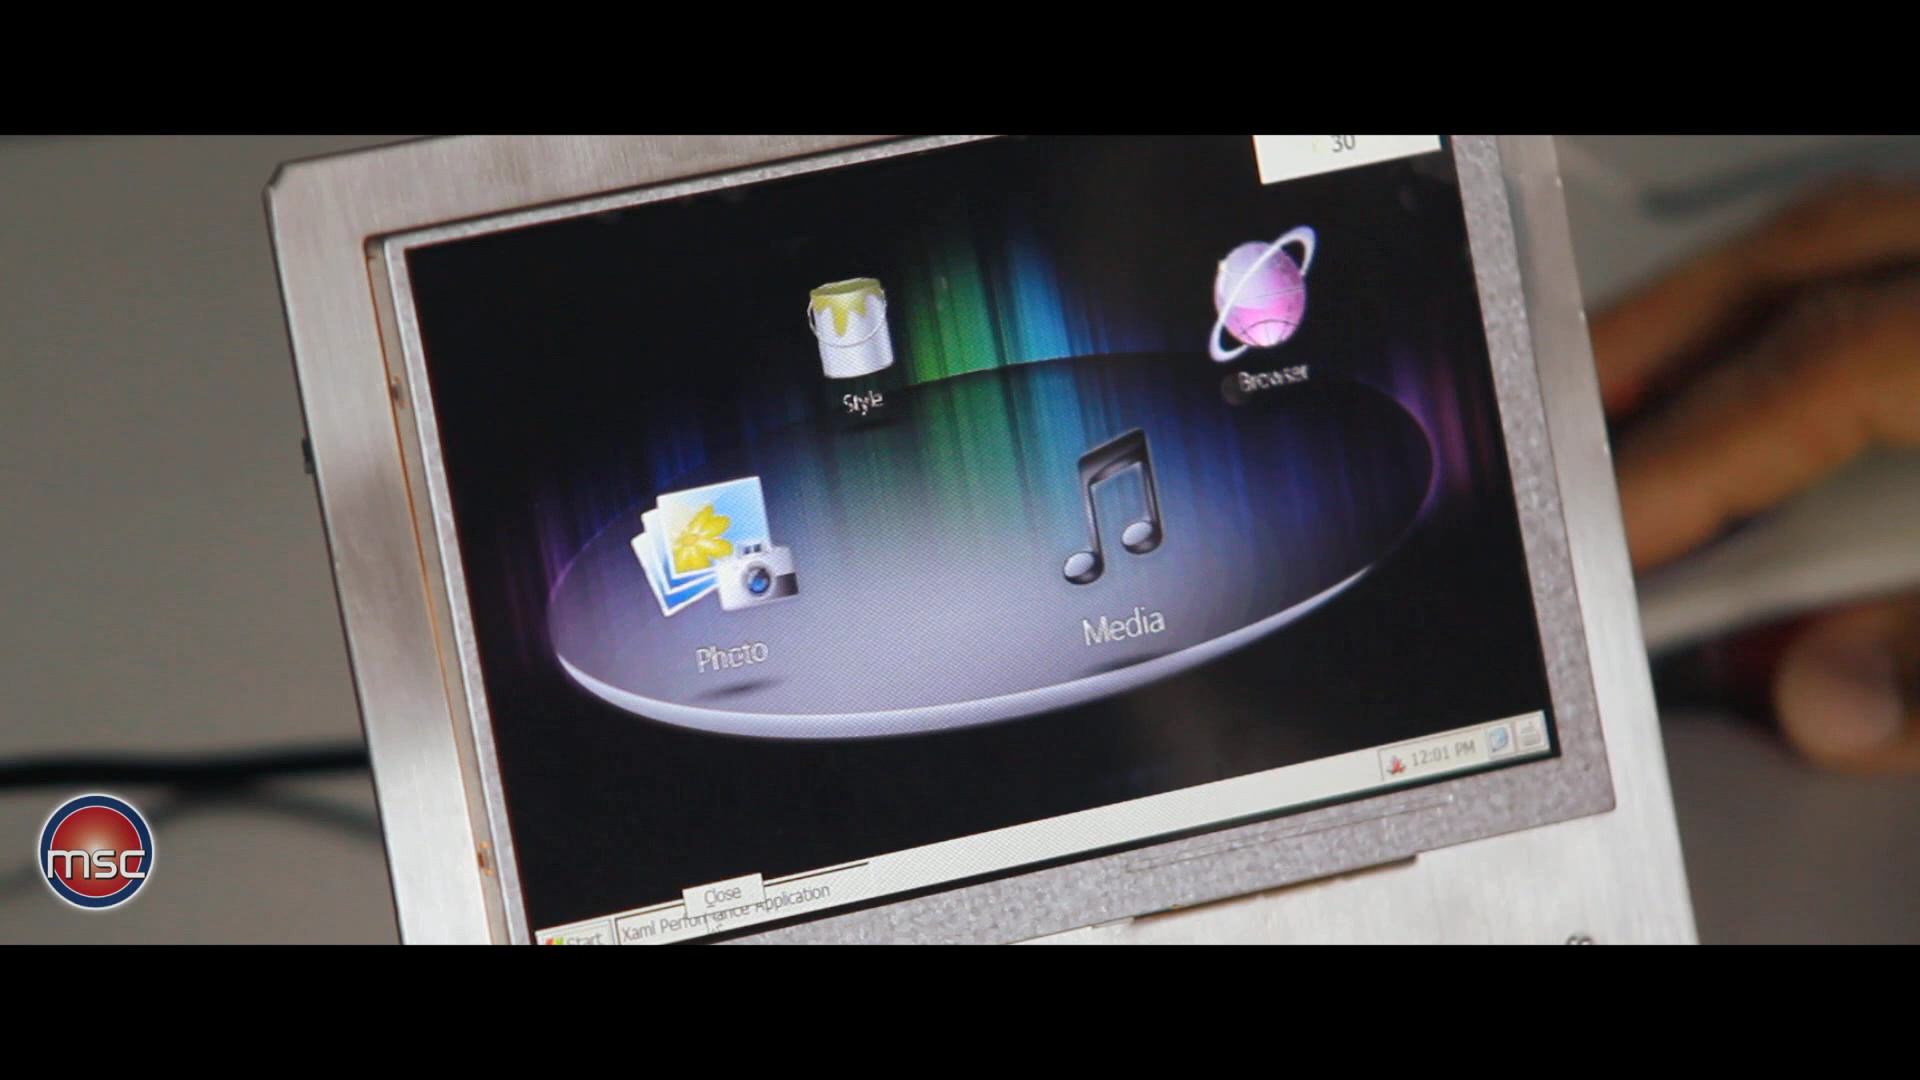 30
Style
Browser
Photo
Media
12:01 PM
Close
Start
Xaml Performance Application
msc